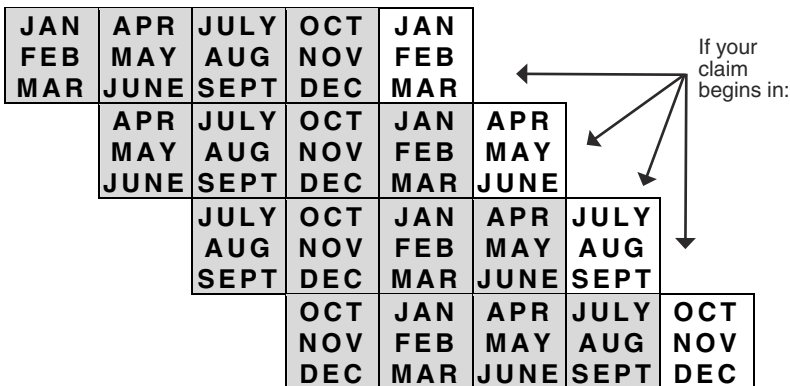 JAN APR JULY OCT JAN
FEB MAY AUG NOV FEB
MAR JUNE SEPT DEC MAR
If your
claim
begins in:
APR JULY OCT JAN APR
MAY AUG NOV FEB MAY
JUNE SEPT DEC MAR JUNE
JULY OCT JAN APR JULY
AUG NOV FEB MAY AUG
SEPT DEC MAR JUNE SEPT
OCT JAN APR JULY OCT
NOV FEB MAY AUG NOV
DEC MAR JUNE SEPT DEC